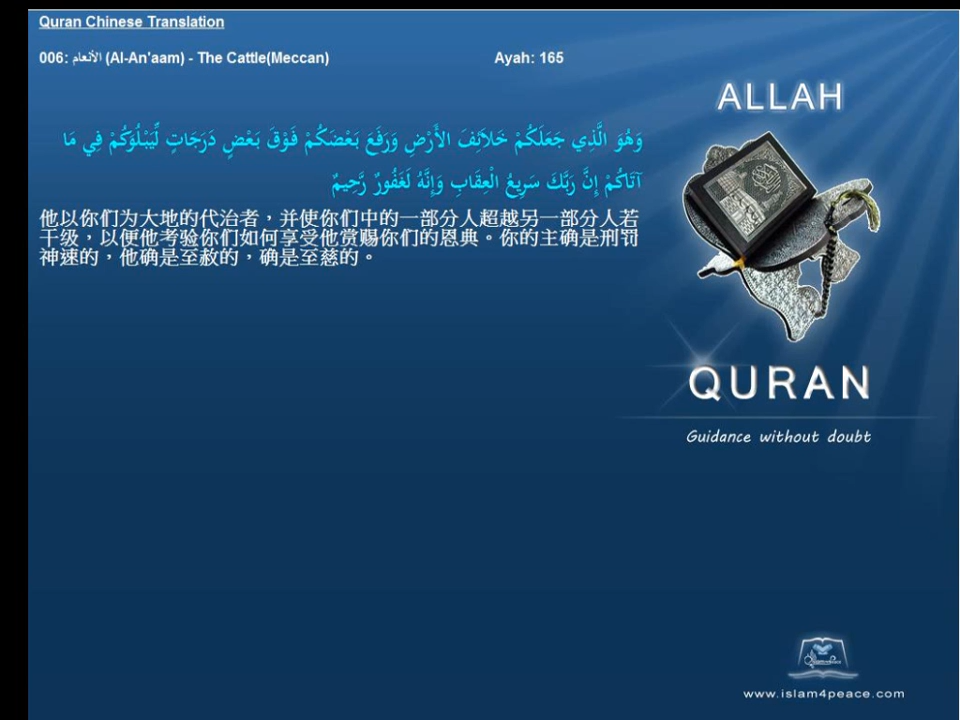 Quran Chinese Translation
006: الأنعام (Al-An'aam) - The Cattle(Meccan)
Ayah: 165
وَهُوَ الَّذِي جَعَلَكُمْ خَلاَئِفَ الأَرْضِ وَرَفَعَ بَعْضَكُمْ فَوْقَ بَعْضٍ دَرَجَاتٍ لِّيَبْلُوَكُمْ فِي مَا
آتَاكُمْ إِنَّ رَبَّكَ سَرِيعُ الْعِقَابِ وَإِنَّهُ لَغَفُورٌ رَّحِيمٌ
他以你们为大地的代治者，并使你们中的一部分人超越另一部分人若
干级，以便他考验你们如何享受他赏赐你们的恩典。你的主确是刑罚
神速的，他确是至赦的，确是至慈的。
ALLAH
QURAN
Guidance without doubt
www.islam4peace.com